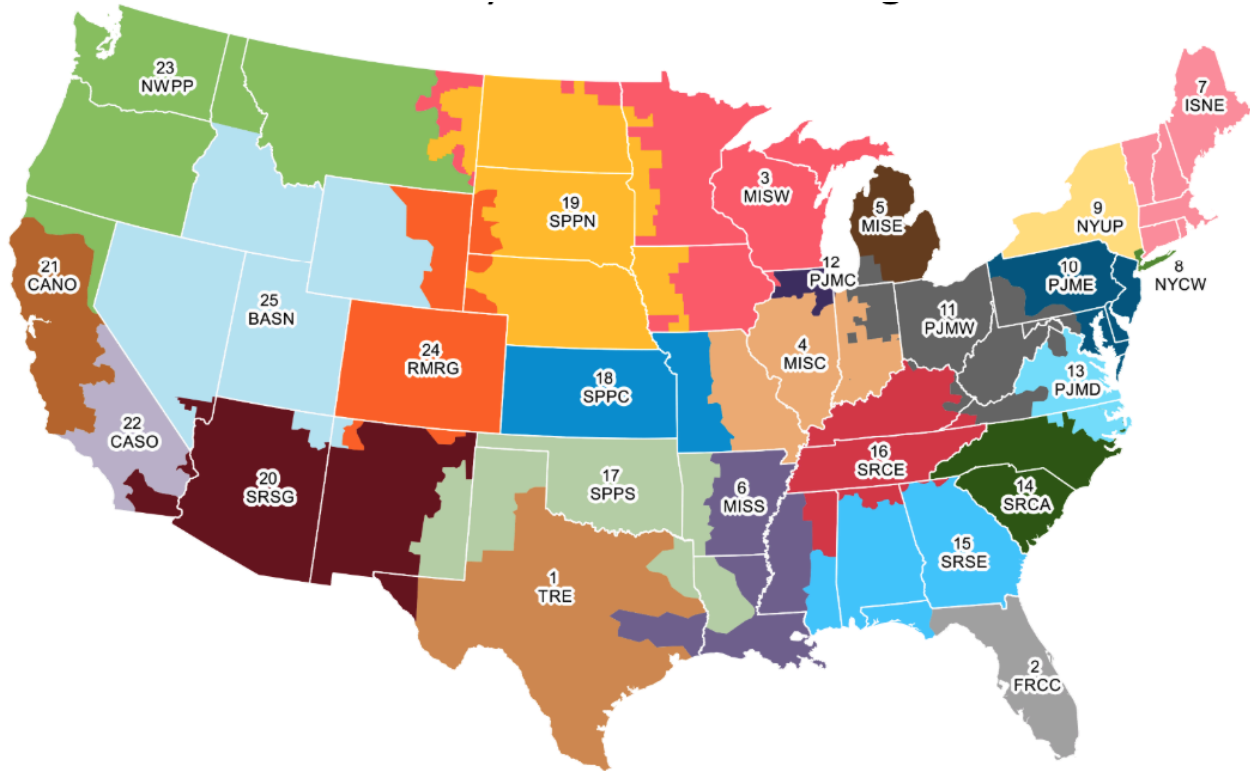 23
NWPP
7
ISNE
3
MISW
19
SPPN
5
MISE
9
NYUP
21
CANO
12
PJMC
10
PJME
8
NYCW
25
BASN
11
PJMW
24
RMRG
4
MISC
13
PJMD
18
SPPC
22
CASO
16
SRCE
20
SRSG
17
SPPS
6
MISS
14
SRCA
15
SRSE
1
TRE
2
FRCC